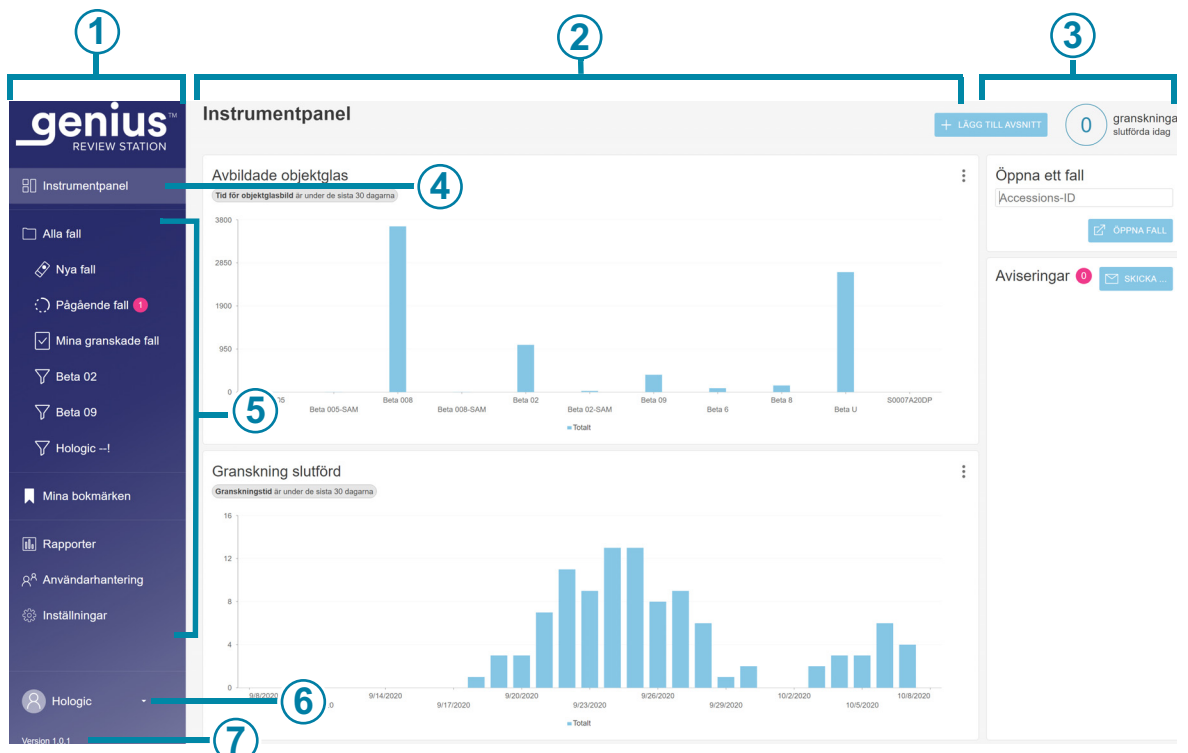 1
2
3
genius™
REVIEW STATION
Instrumentpanel
4
Alla fall
Nya fall
Pågående fall 1
Mina granskade fall
Beta 02
Beta 09
Hologic --!
5
Mina bokmärken
Rapporter
Användarhantering
Inställningar
Hologic
6
Version 1.0.1
7
Instrumentpanel
+ LÄGG TILL AVSNITT
0
granskninga
slutförda idag
Avbildade objektglas
Tid för objektglasbild är under de sista 30 dagarna
3800
2850
1900
950
0
05
Beta 005-SAM
Beta 008
Beta 008-SAM
Beta 02
Beta 02-SAM
Beta 09
Beta 6
Beta 8
Beta U
S0007A20DP
Totalt
Granskning slutförd
Granskningstid är under de sista 30 dagarna
16
12
8
4
0
9/8/2020
.0
9/14/2020
9/17/2020
9/20/2020
9/23/2020
9/26/2020
9/29/2020
10/2/2020
10/5/2020
10/8/2020
Totalt
Öppna ett fall
Accessions-ID
ÖPPNA FALL
Aviseringar 0
SKICKA ...